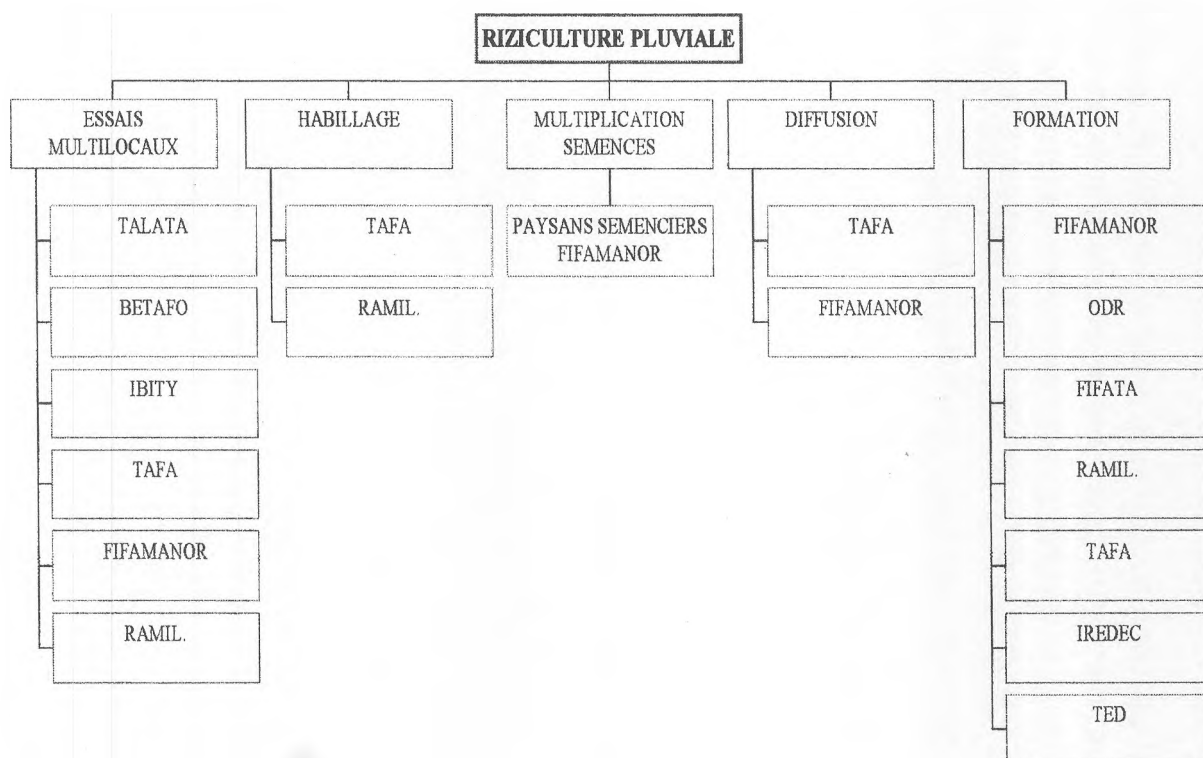 RIZICULTURE PLUVIALE
ESSAIS
MULTILOCAUX
TALATA
BETAFO
IBITY
TAFA
FIFAMANOR
RAMIL.
HABILLAGE
TAFA
RAMIL.
MULTIPLICATION
SEMENCES
PAYSANS SEMENCIERS
FIFAMANOR
DIFFUSION
TAFA
FIFAMANOR
FORMATION
FIFAMANOR
ODR
FIFATA
RAMIL.
TAFA
IREDEC
TED